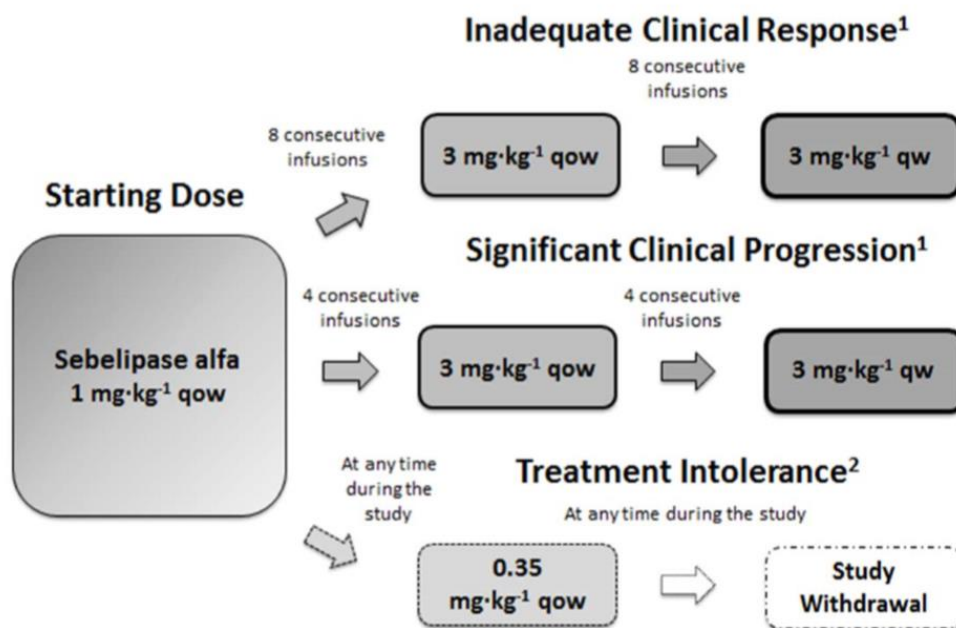 Inadequate Clinical Response¹
8 consecutive
infusions
8 consecutive
infusions
3 mg·kg⁻¹ qow
3 mg·kg⁻¹ qw
Starting Dose
Sebelipase alfa
1 mg·kg⁻¹ qow
Significant Clinical Progression¹
4 consecutive
infusions
4 consecutive
infusions
3 mg·kg⁻¹ qow
3 mg·kg⁻¹ qw
At any time
during the
study
Treatment Intolerance²
At any time during the study
0.35
mg·kg⁻¹ qow
Study
Withdrawal